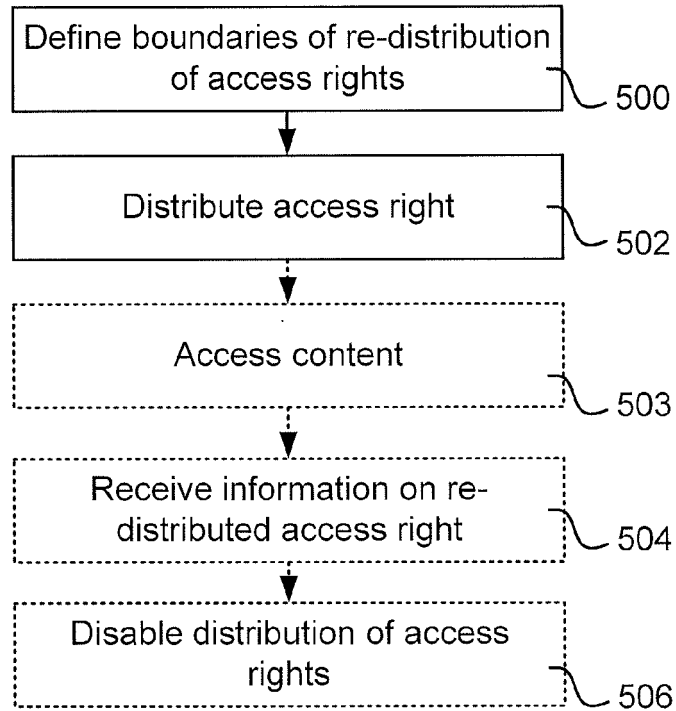 Define boundaries of re-distribution
of access rights
500
Distribute access right
502
Access content
503
Receive information on re-
distributed access right
504
Disable distribution of access
rights
506